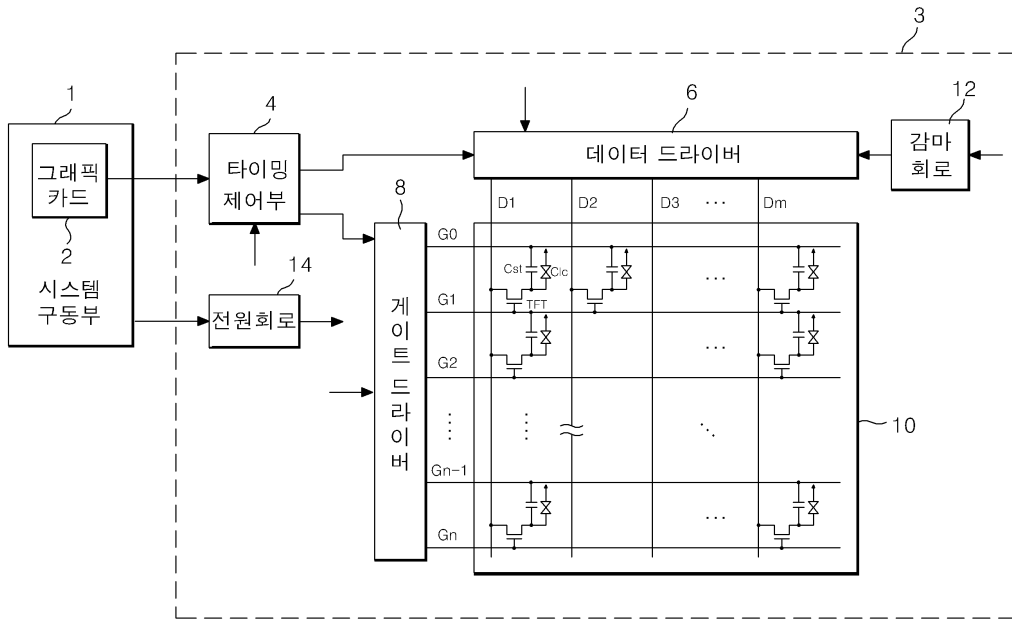 3
1
4
6
12
그래픽
카드
2
시스템
구동부
타이밍
제어부
데이터 드라이버
감마
회로
8
D1
D2
D3
...
Dm
G0
Cst
Clc
...
14
전원회로
게이트 드라이버
G1
TFT
...
G2
10
Gn-1
...
Gn